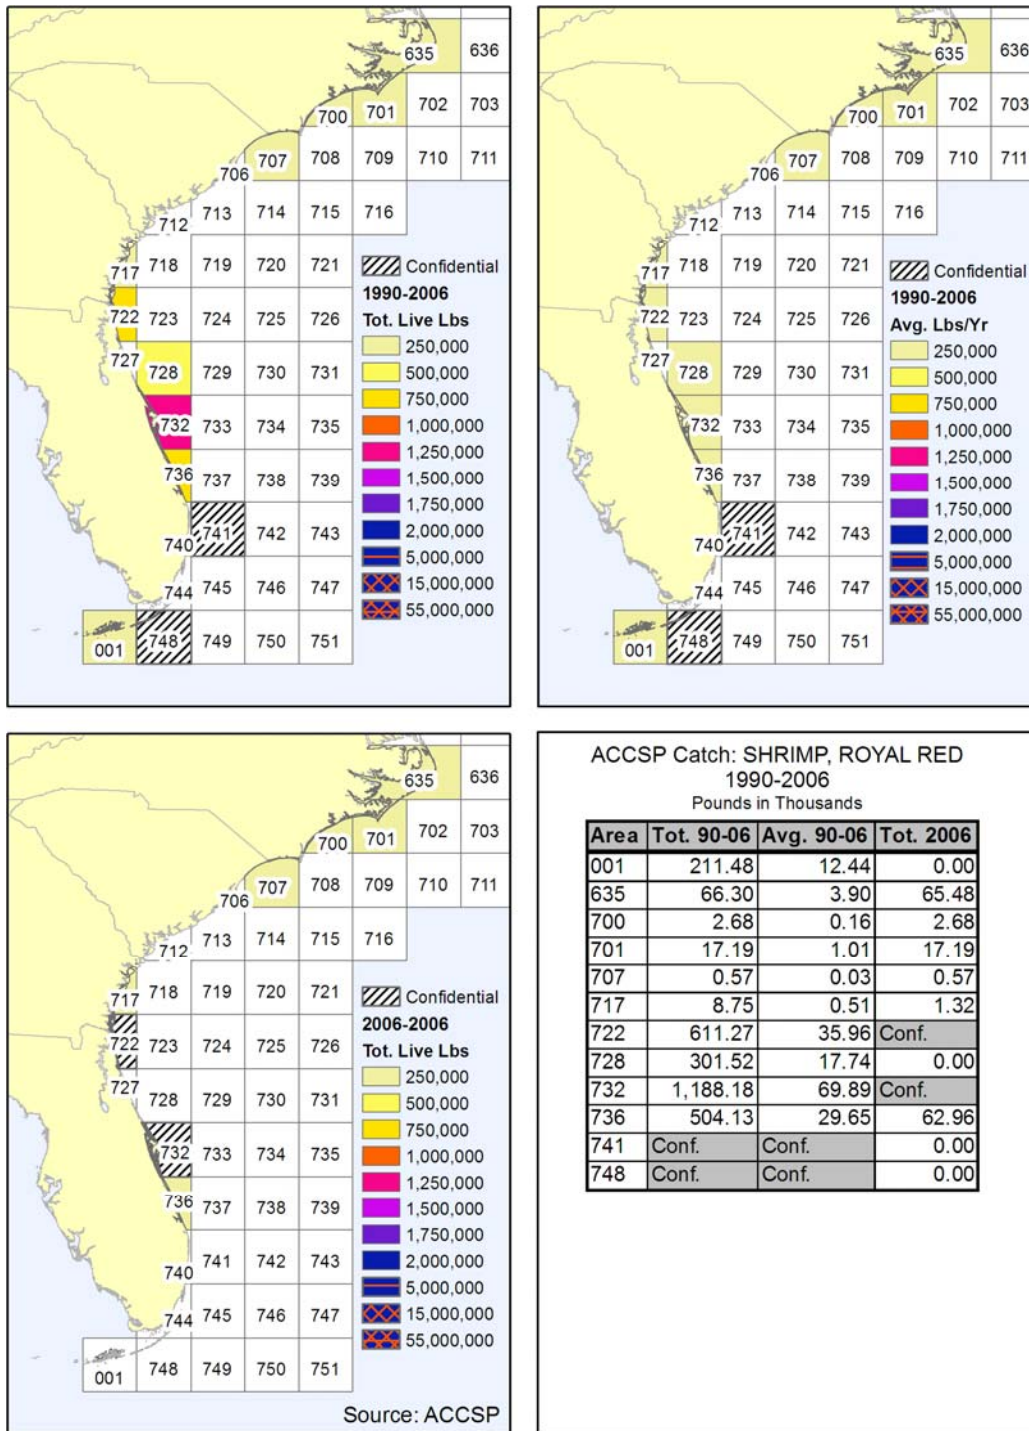 635 636
700 701 702 703
706 707 708 709 710 711
712 713 714 715 716
717 718 719 720 721
722 723 724 725 726
727 728 729 730 731
732 733 734 735
736 737 738 739
740 741 742 743
744 745 746 747
001 748 749 750 751
Confidential
1990-2006
Tot. Live Lbs
250,000
500,000
750,000
1,000,000
1,250,000
1,500,000
1,750,000
2,000,000
5,000,000
15,000,000
55,000,000
635 636
700 701 702 703
706 707 708 709 710 711
712 713 714 715 716
717 718 719 720 721
722 723 724 725 726
727 728 729 730 731
732 733 734 735
736 737 738 739
740 741 742 743
744 745 746 747
001 748 749 750 751
Confidential
1990-2006
Avg. Lbs/Yr
250,000
500,000
750,000
1,000,000
1,250,000
1,500,000
1,750,000
2,000,000
5,000,000
15,000,000
55,000,000
635 636
700 701 702 703
706 707 708 709 710 711
712 713 714 715 716
717 718 719 720 721
722 723 724 725 726
727 728 729 730 731
732 733 734 735
736 737 738 739
740 741 742 743
744 745 746 747
001 748 749 750 751
Confidential
2006-2006
Tot. Live Lbs
250,000
500,000
750,000
1,000,000
1,250,000
1,500,000
1,750,000
2,000,000
5,000,000
15,000,000
55,000,000
Source: ACCSP
ACCSP Catch: SHRIMP, ROYAL RED
1990-2006
Pounds in Thousands
Area Tot. 90-06 Avg. 90-06 Tot. 2006
001 211.48 12.44 0.00
635 66.30 3.90 65.48
700 2.68 0.16 2.68
701 17.19 1.01 17.19
707 0.57 0.03 0.57
717 8.75 0.51 1.32
722 611.27 35.96 Conf.
728 301.52 17.74 0.00
732 1,188.18 69.89 Conf.
736 504.13 29.65 62.96
741 Conf. Conf. 0.00
748 Conf. Conf. 0.00